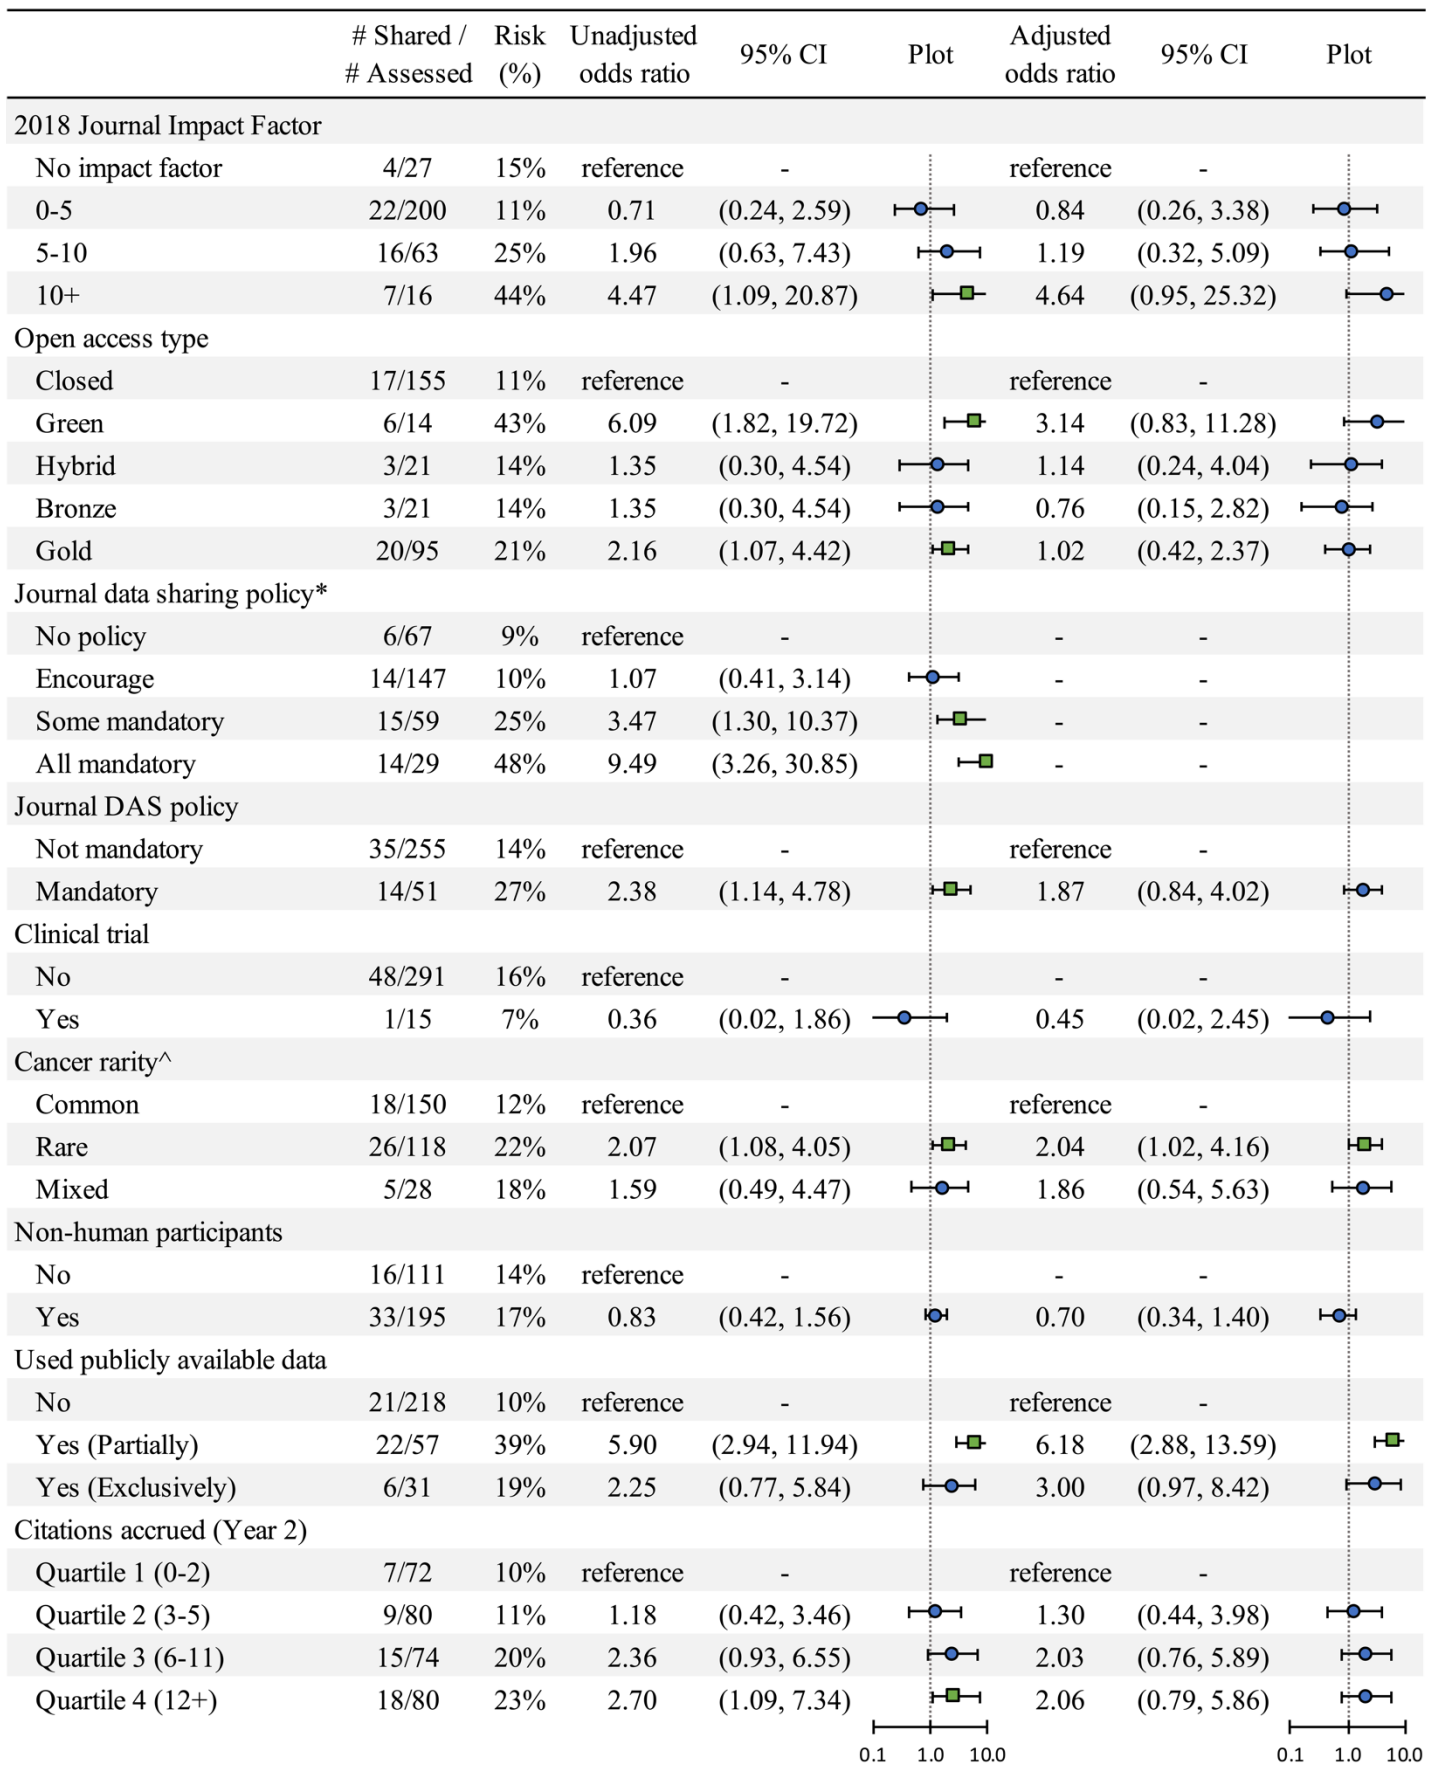 # Shared / Risk Unadjusted 95% CI Plot Adjusted 95% CI Plot
# Assessed (%) odds ratio odds ratio
2018 Journal Impact Factor
No impact factor 4/27 15% reference - reference -
0-5 22/200 11% 0.71 (0.24, 2.59) 0.84 (0.26, 3.38)
5-10 16/63 25% 1.96 (0.63, 7.43) 1.19 (0.32, 5.09)
10+ 7/16 44% 4.47 (1.09, 20.87) 4.64 (0.95, 25.32)
Open access type
Closed 17/155 11% reference - reference -
Green 6/14 43% 6.09 (1.82, 19.72) 3.14 (0.83, 11.28)
Hybrid 3/21 14% 1.35 (0.30, 4.54) 1.14 (0.24, 4.04)
Bronze 3/21 14% 1.35 (0.30, 4.54) 0.76 (0.15, 2.82)
Gold 20/95 21% 2.16 (1.07, 4.42) 1.02 (0.42, 2.37)
Journal data sharing policy*
No policy 6/67 9% reference - - -
Encourage 14/147 10% 1.07 (0.41, 3.14) - -
Some mandatory 15/59 25% 3.47 (1.30, 10.37) - -
All mandatory 14/29 48% 9.49 (3.26, 30.85) - -
Journal DAS policy
Not mandatory 35/255 14% reference - reference -
Mandatory 14/51 27% 2.38 (1.14, 4.78) 1.87 (0.84, 4.02)
Clinical trial
No 48/291 16% reference - - -
Yes 1/15 7% 0.36 (0.02, 1.86) 0.45 (0.02, 2.45)
Cancer rarity^
Common 18/150 12% reference - reference -
Rare 26/118 22% 2.07 (1.08, 4.05) 2.04 (1.02, 4.16)
Mixed 5/28 18% 1.59 (0.49, 4.47) 1.86 (0.54, 5.63)
Non-human participants
No 16/111 14% reference - - -
Yes 33/195 17% 0.83 (0.42, 1.56) 0.70 (0.34, 1.40)
Used publicly available data
No 21/218 10% reference - reference -
Yes (Partially) 22/57 39% 5.90 (2.94, 11.94) 6.18 (2.88, 13.59)
Yes (Exclusively) 6/31 19% 2.25 (0.77, 5.84) 3.00 (0.97, 8.42)
Citations accrued (Year 2)
Quartile 1 (0-2) 7/72 10% reference - reference -
Quartile 2 (3-5) 9/80 11% 1.18 (0.42, 3.46) 1.30 (0.44, 3.98)
Quartile 3 (6-11) 15/74 20% 2.36 (0.93, 6.55) 2.03 (0.76, 5.89)
Quartile 4 (12+) 18/80 23% 2.70 (1.09, 7.34) 2.06 (0.79, 5.86)
0.1 1.0 10.0 0.1 1.0 10.0